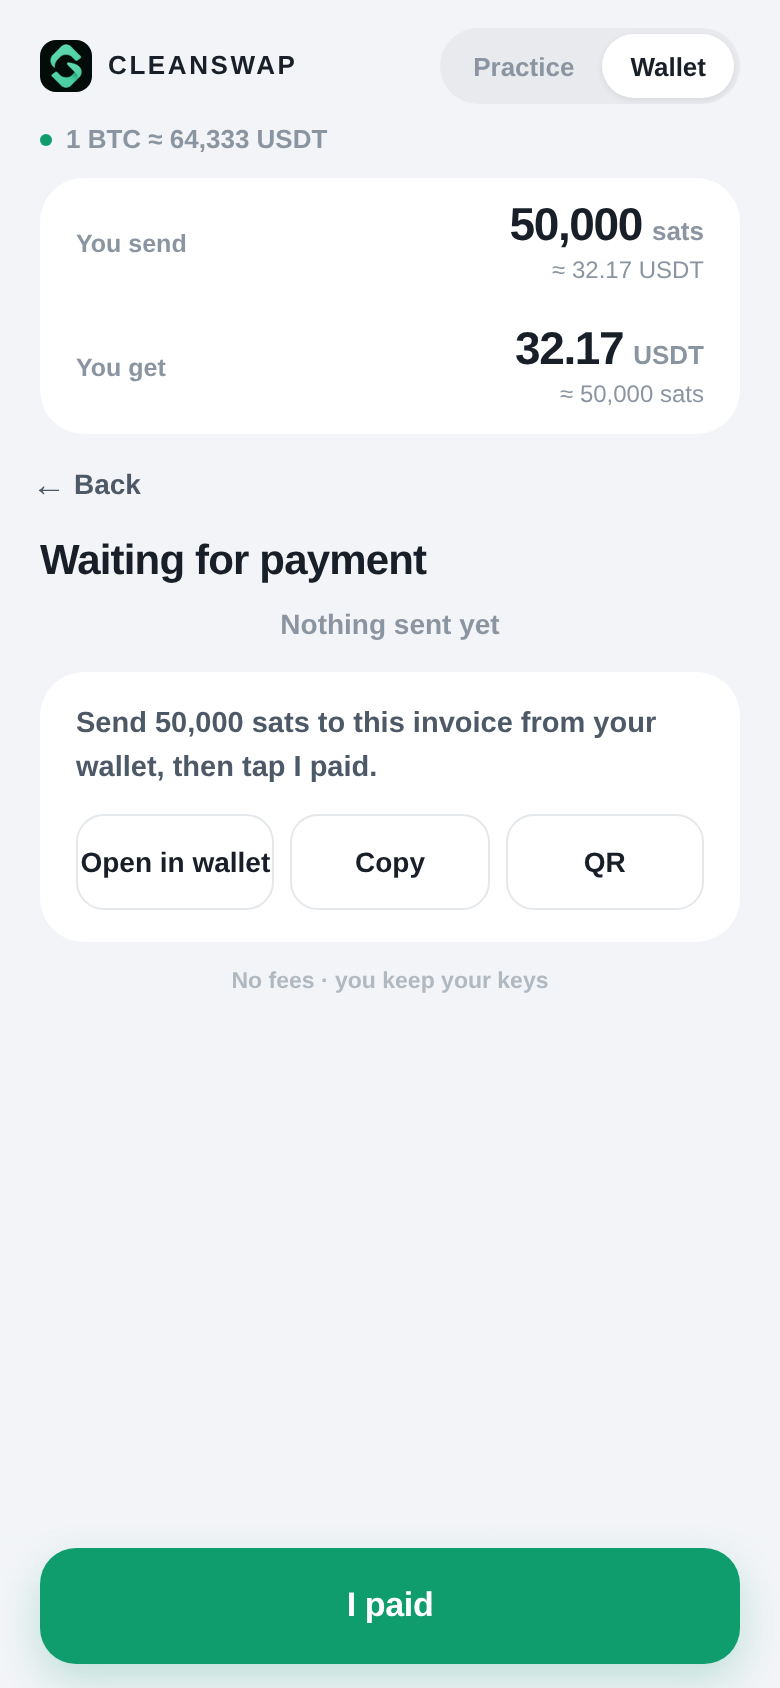 CLEANSWAP
Practice
Wallet
1 BTC ≈ 64,333 USDT
You send
50,000 sats
≈ 32.17 USDT
You get
32.17 USDT
≈ 50,000 sats
← Back
Waiting for payment
Nothing sent yet
Send 50,000 sats to this invoice from your
wallet, then tap I paid.
Open in wallet
Copy
QR
No fees · you keep your keys
I paid